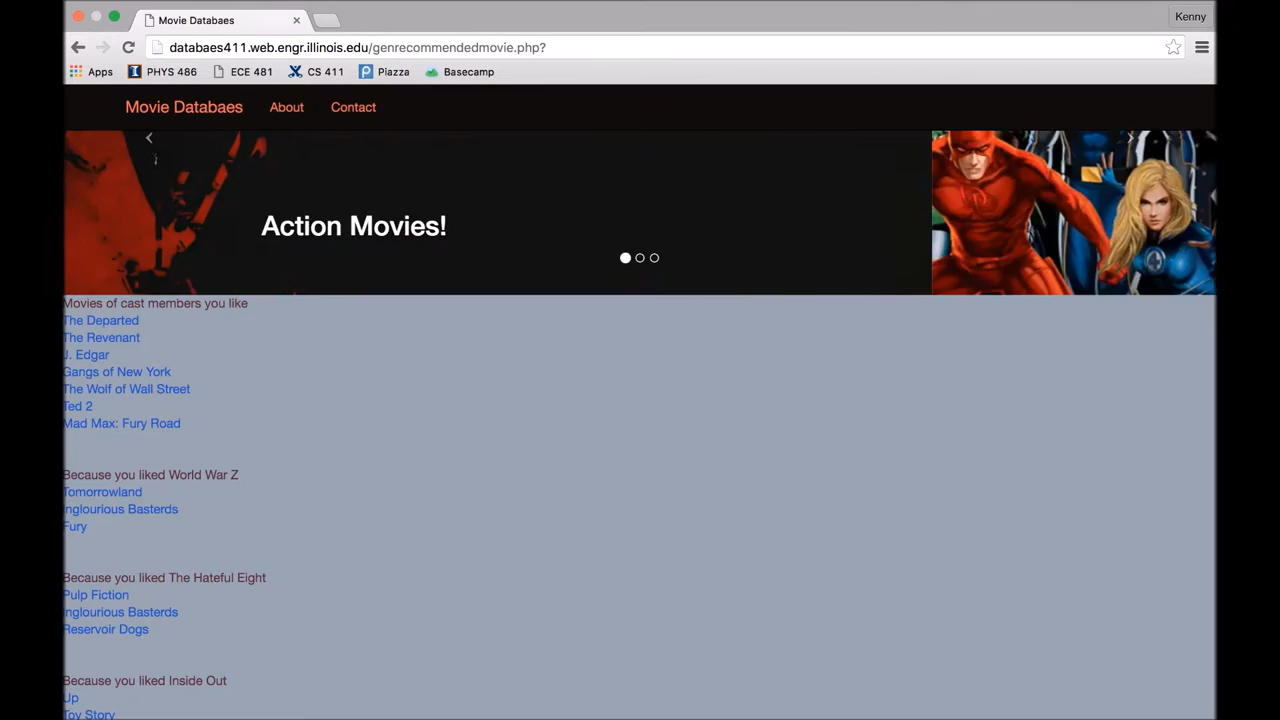 Movie Databaes
Kenny
databaes411.web.engr.illinois.edu/genrecommendedmovie.php?
Apps PHYS 486 ECE 481 CS 411 Piazza Basecamp
Movie Databaes About Contact
Action Movies!
Movies of cast members you like
The Departed
The Revenant
J. Edgar
Gangs of New York
The Wolf of Wall Street
Ted 2
Mad Max: Fury Road
Because you liked World War Z
Tomorrowland
Inglourious Basterds
Fury
Because you liked The Hateful Eight
Pulp Fiction
Inglourious Basterds
Reservoir Dogs
Because you liked Inside Out
Up
Toy Story